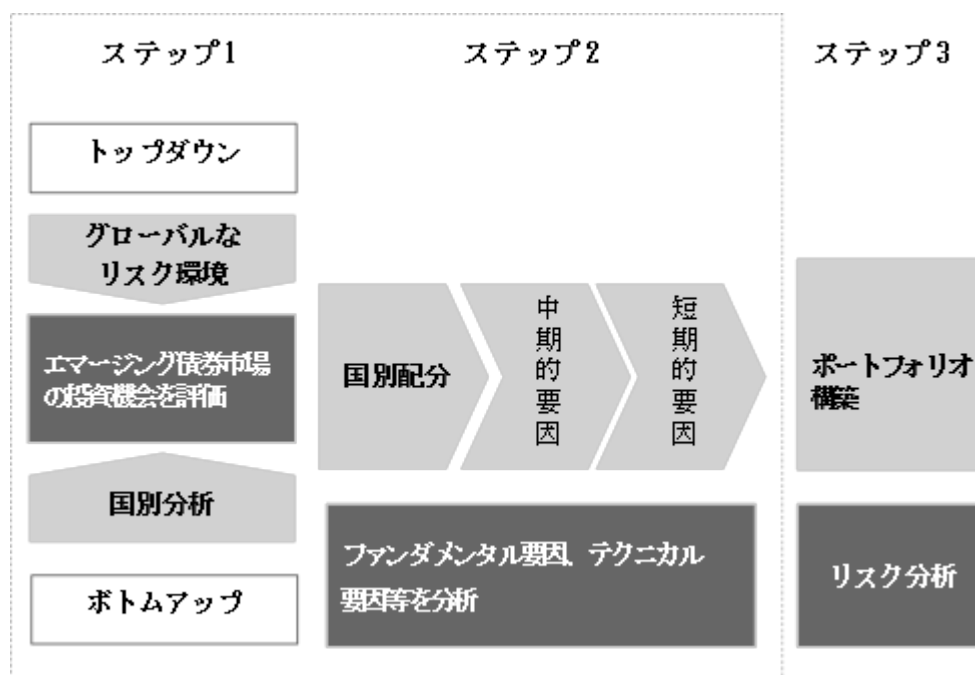 ステップ1
ステップ2
ステップ3
トップダウン
グローバルな
リスク環境
エマージング債券市場
の投資機会を評価
国別分析
ボトムアップ
国別配分
中期的要因
短期的要因
ファンダメンタル要因、テクニカル
要因等を分析
ポートフォリオ
構築
リスク分析